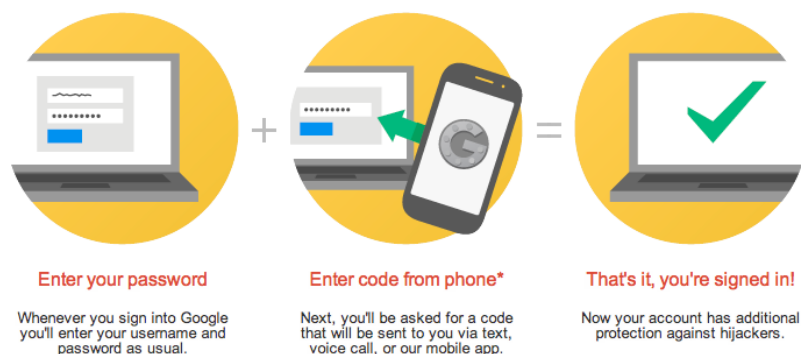 Enter your password
Whenever you sign into Google
you'll enter your username and
password as usual.
+
Enter code from phone*
Next, you'll be asked for a code
that will be sent to you via text,
voice call, or our mobile app.
=
That's it, you're signed in!
Now your account has additional
protection against hijackers.